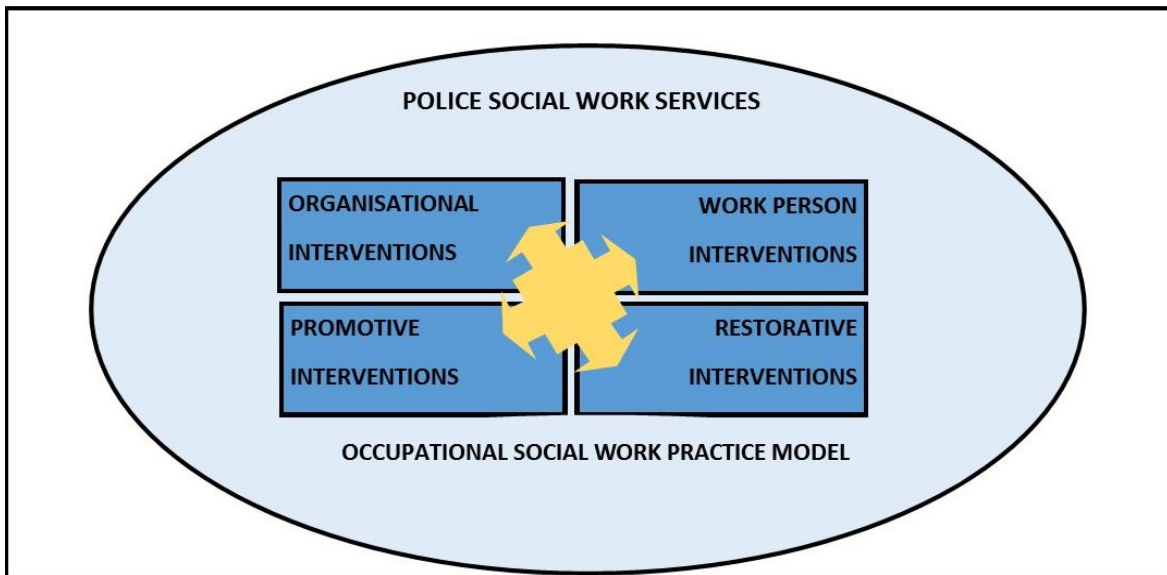 POLICE SOCIAL WORK SERVICES
ORGANISATIONAL
INTERVENTIONS
WORK PERSON
INTERVENTIONS
PROMOTIVE
INTERVENTIONS
RESTORATIVE
INTERVENTIONS
OCCUPATIONAL SOCIAL WORK PRACTICE MODEL